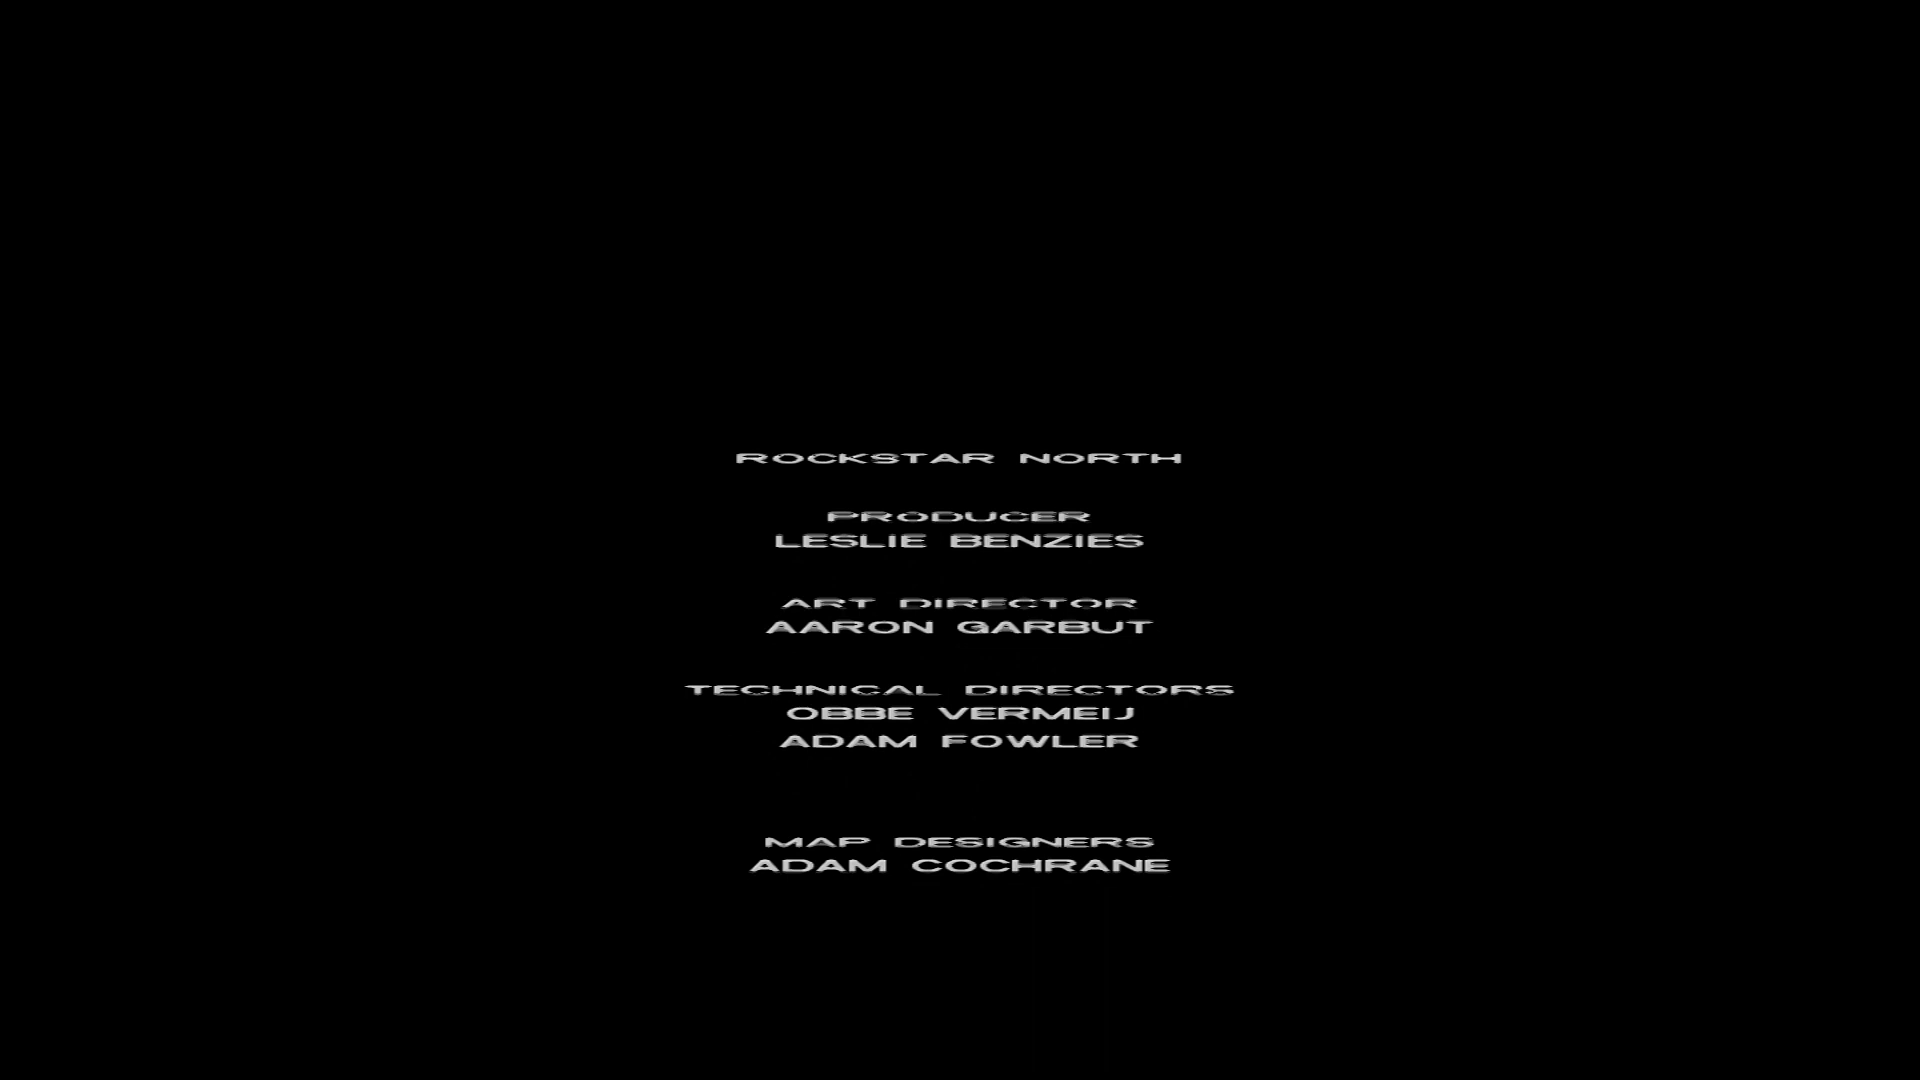 ROCKSTAR NORTH
PRODUCER
LESLIE BENZIES
ART DIRECTOR
AARON GARBUT
TECHNICAL DIRECTORS
OBBE VERMEIJ
ADAM FOWLER
MAP DESIGNERS
ADAM COCHRANE